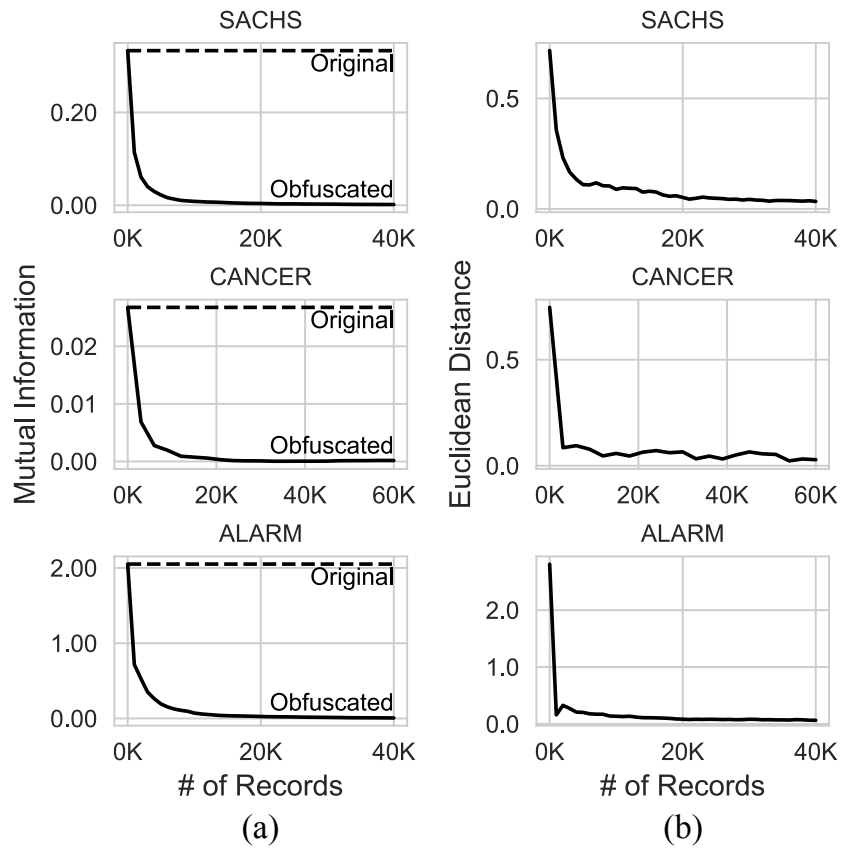 SACHS
Mutual Information
0.20
0.00
Original
Obfuscated
0K 20K 40K
CANCER
0.02
0.01
0.00
Original
Obfuscated
0K 20K 40K 60K
ALARM
2.00
1.00
0.00
Original
Obfuscated
0K 20K 40K
# of Records
(a)
SACHS
Euclidean Distance
0.5
0.0
0K 20K 40K
CANCER
0.5
0.0
0K 20K 40K 60K
ALARM
2.0
1.0
0.0
0K 20K 40K
# of Records
(b)